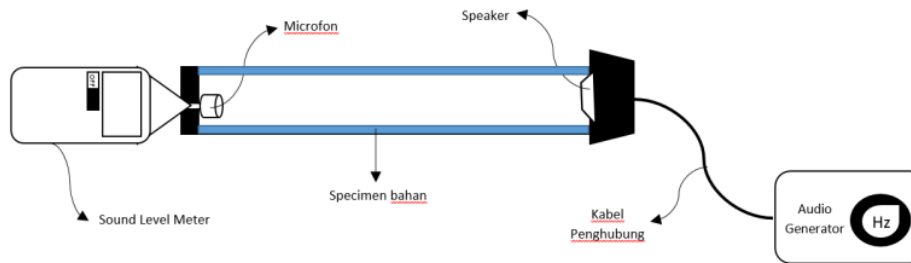 Speaker
Microfon
OFF
Specimen bahan
Sound Level Meter
Kabel
Penghubung
Audio
Generator
Hz